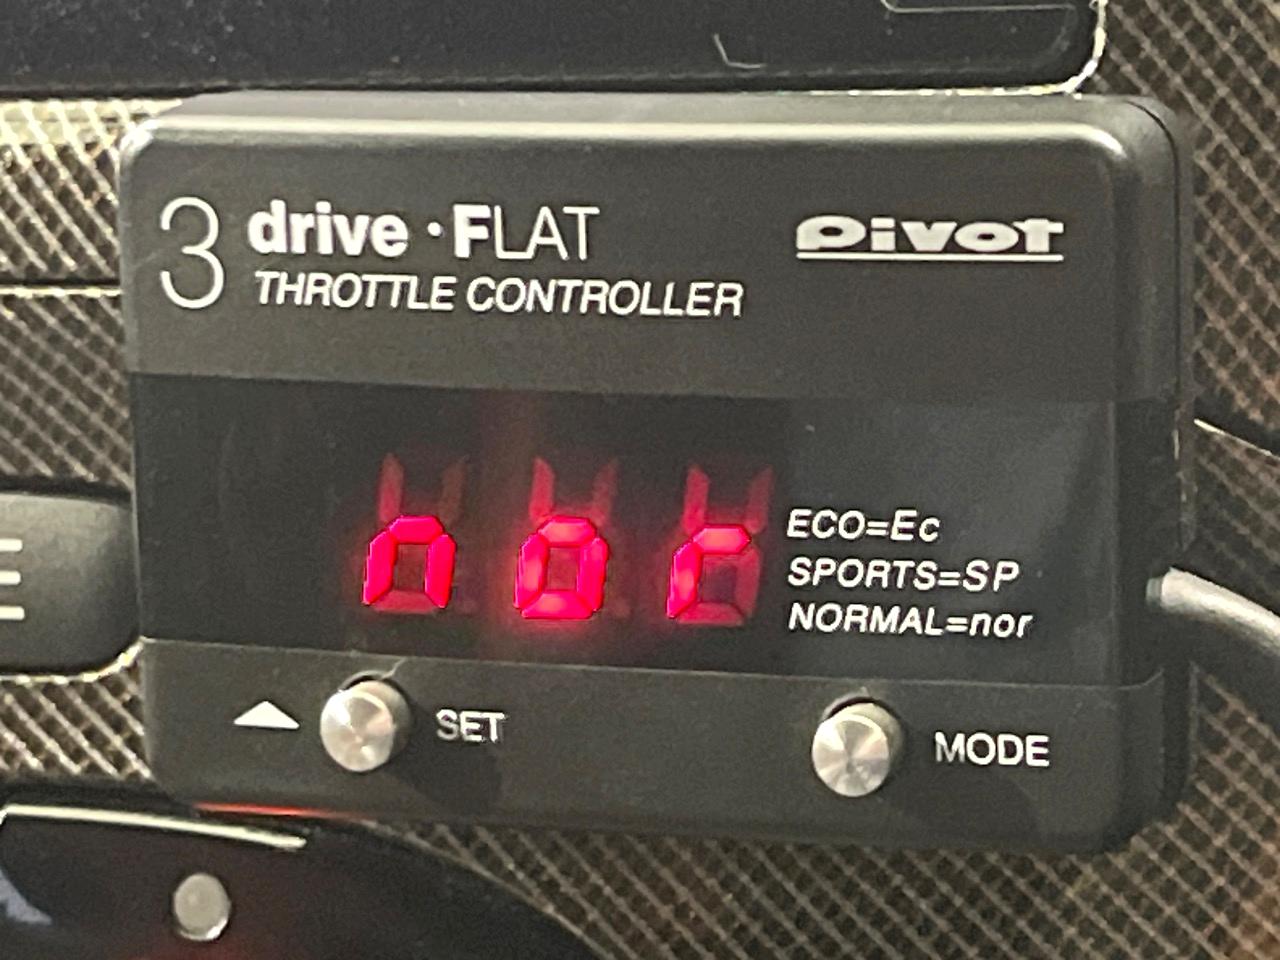 3 drive·FLAT
THROTTLE CONTROLLER
Pivot
nor
ECO=Ec
SPORTS=SP
NORMAL=nor
SET
MODE